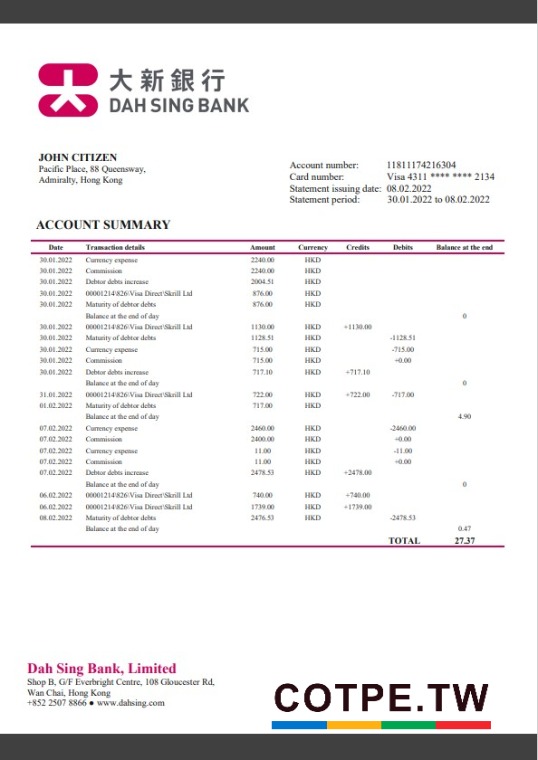 大新銀行
DAH SING BANK
JOHN CITIZEN
Pacific Place, 88 Queensway,
Admiralty, Hong Kong
Account number: 11811174216304
Card number: Visa 4311 **** **** 2134
Statement issuing date: 08.02.2022
Statement period: 30.01.2022 to 08.02.2022
ACCOUNT SUMMARY
Date Transaction details Amount Currency Credits Debits Balance at the end
30.01.2022 Currency expense 2240.00 HKD
30.01.2022 Commission 2240.00 HKD
30.01.2022 Debtor debts increase 2004.51 HKD
30.01.2022 00001214\826\Visa Direct\Skrill Ltd 876.00 HKD
30.01.2022 Maturity of debtor debts 876.00 HKD
Balance at the end of day 0
30.01.2022 00001214\826\Visa Direct\Skrill Ltd 1130.00 HKD +1130.00
30.01.2022 Maturity of debtor debts 1128.51 HKD -1128.51
30.01.2022 Currency expense 715.00 HKD -715.00
30.01.2022 Commission 715.00 HKD +0.00
30.01.2022 Debtor debts increase 717.10 HKD +717.10
Balance at the end of day 0
31.01.2022 00001214\826\Visa Direct\Skrill Ltd 722.00 HKD +722.00 -717.00
01.02.2022 Maturity of debtor debts 717.00 HKD
Balance at the end of day 4.90
07.02.2022 Currency expense 2460.00 HKD -2460.00
07.02.2022 Commission 2400.00 HKD +0.00
07.02.2022 Currency expense 11.00 HKD -11.00
07.02.2022 Commission 11.00 HKD +0.00
07.02.2022 Debtor debts increase 2478.53 HKD +2478.00
Balance at the end of day 0
06.02.2022 00001214\826\Visa Direct\Skrill Ltd 740.00 HKD +740.00
06.02.2022 00001214\826\Visa Direct\Skrill Ltd 1739.00 HKD +1739.00
08.02.2022 Maturity of debtor debts 2476.53 HKD -2478.53
Balance at the end of day 0.47
TOTAL 27.37
Dah Sing Bank, Limited
Shop B, G/F Everbright Centre, 108 Gloucester Rd,
Wan Chai, Hong Kong
+852 2507 8866 ● www.dahsing.com
COTPE.TW